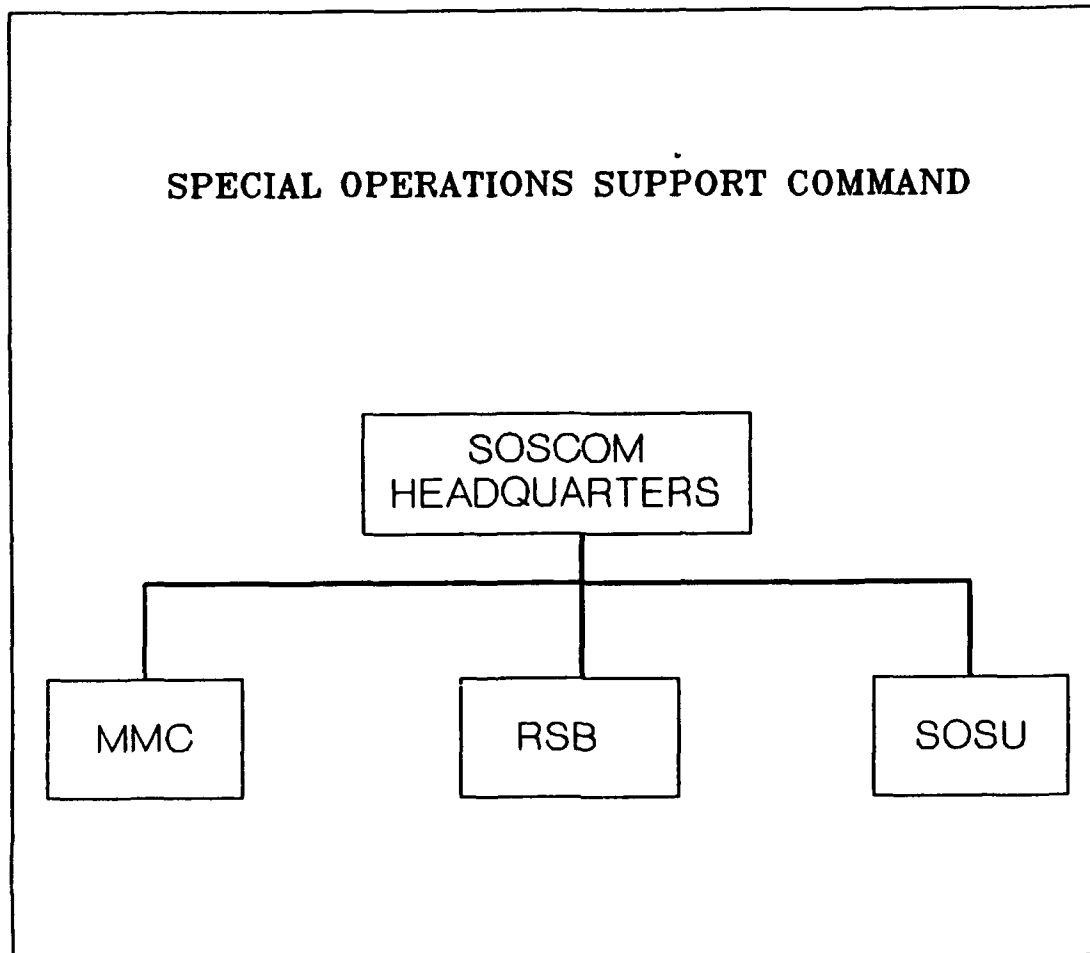 SPECIAL OPERATIONS SUPPORT COMMAND
SOSCOM
HEADQUARTERS
MMC
RSB
SOSU